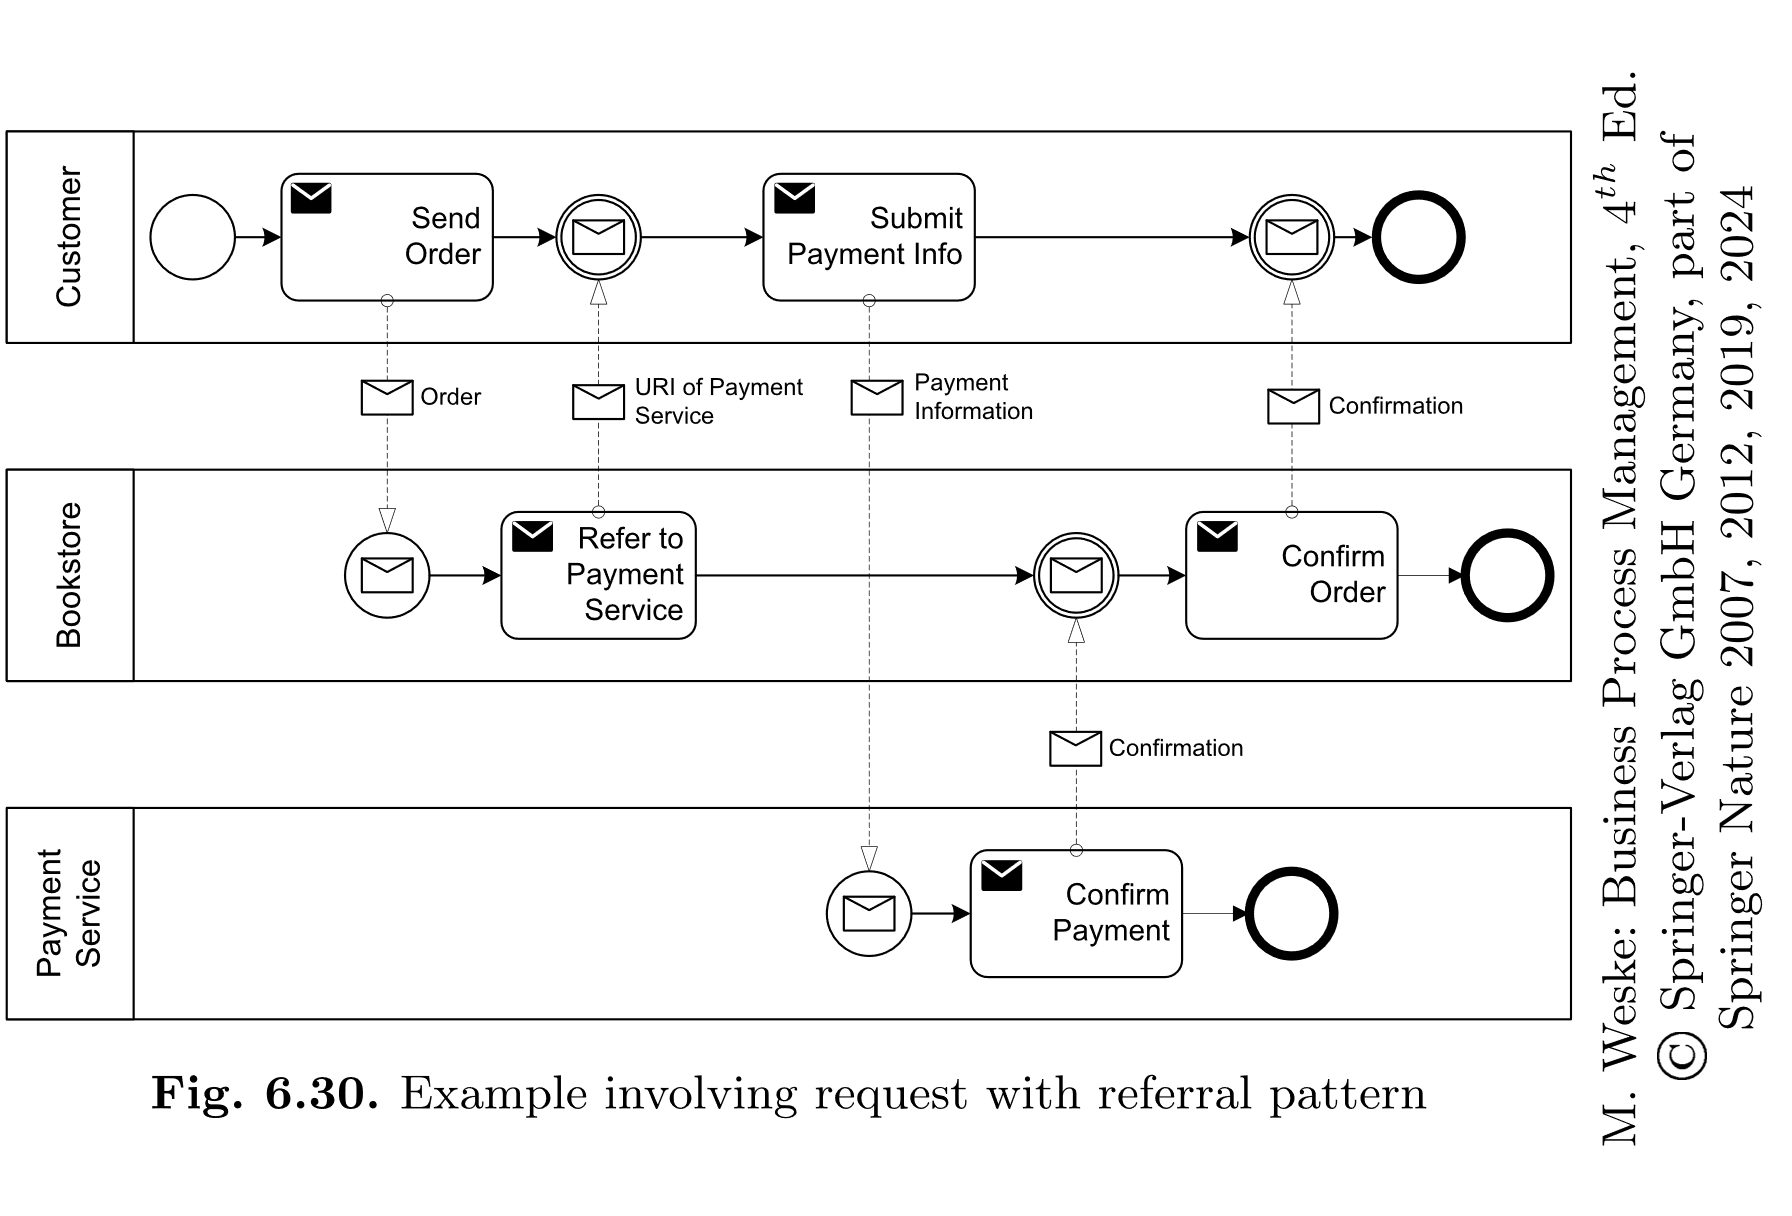 Customer
Send
Order
Submit
Payment Info
Order
URI of Payment
Service
Payment
Information
Confirmation
Bookstore
Refer to
Payment
Service
Confirm
Order
Confirmation
Payment
Service
Confirm
Payment
Fig. 6.30. Example involving request with referral pattern
M. Weske: Business Process Management, 4th Ed.
© Springer-Verlag GmbH Germany, part of
Springer Nature 2007, 2012, 2019, 2024